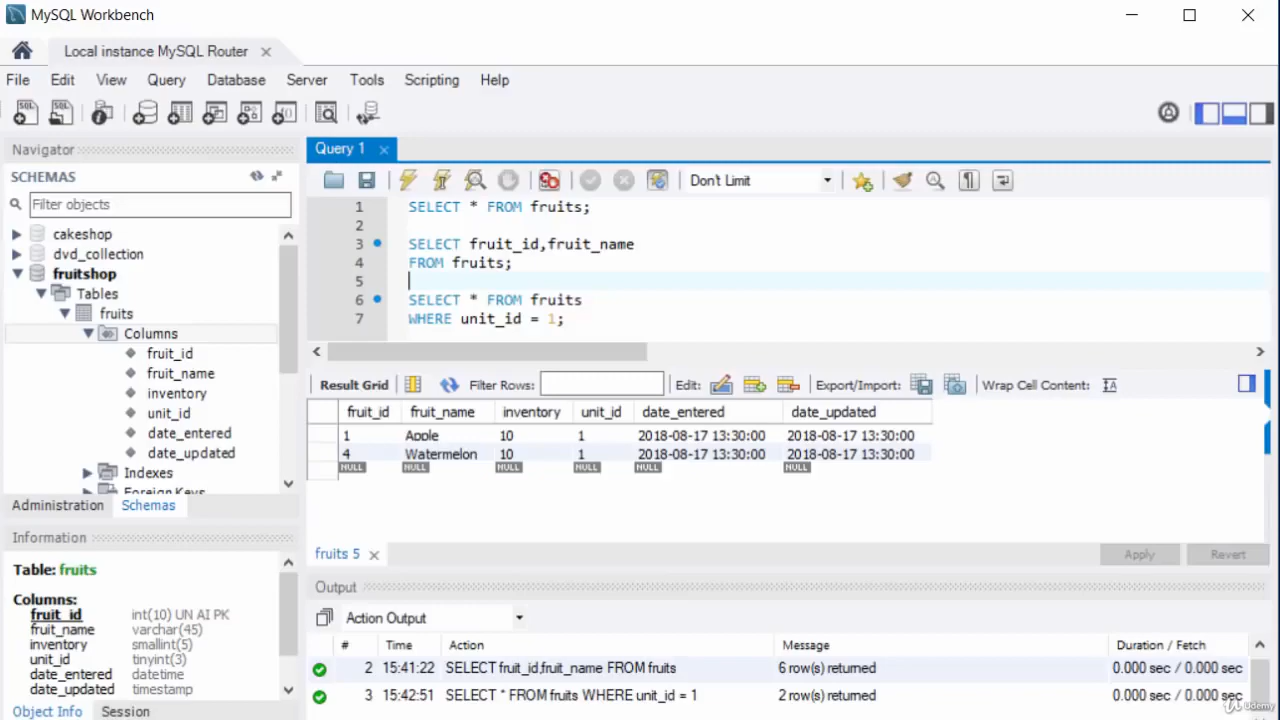 MySQL Workbench
Local instance MySQL Router
File Edit View Query Database Server Tools Scripting Help
Navigator
SCHEMAS
Filter objects
cakeshop
dvd_collection
fruitshop
Tables
fruits
Columns
fruit_id
fruit_name
inventory
unit_id
date_entered
date_updated
Indexes
Foreign Keys
Administration Schemas
Information
Table: fruits
Columns:
fruit_id int(10) UN AI PK
fruit_name varchar(45)
inventory smallint(5)
unit_id tinyint(3)
date_entered datetime
date_updated timestamp
Object Info Session
Query 1
Don't Limit
1 SELECT * FROM fruits;
2
3 SELECT fruit_id,fruit_name
4 FROM fruits;
5
6 SELECT * FROM fruits
7 WHERE unit_id = 1;
Result Grid Filter Rows: Edit: Export/Import: Wrap Cell Content:
fruit_id fruit_name inventory unit_id date_entered date_updated
1 Apple 10 1 2018-08-17 13:30:00 2018-08-17 13:30:00
4 Watermelon 10 1 2018-08-17 13:30:00 2018-08-17 13:30:00
NULL NULL NULL NULL NULL NULL
fruits 5
Apply Revert
Output
Action Output
# Time Action Message Duration / Fetch
2 15:41:22 SELECT fruit_id,fruit_name FROM fruits 6 row(s) returned 0.000 sec / 0.000 sec
3 15:42:51 SELECT * FROM fruits WHERE unit_id = 1 2 row(s) returned 0.000 sec / 0.000 sec
Udemy